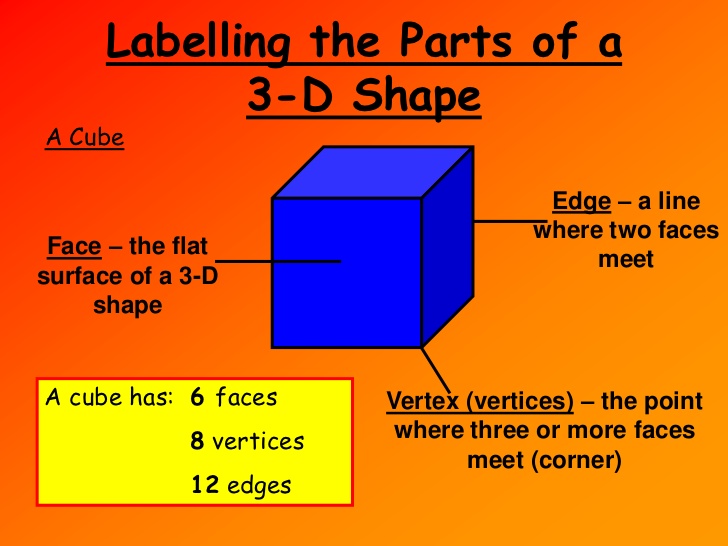 Labelling the Parts of a
3-D Shape
A Cube
Face – the flat
surface of a 3-D
shape
Edge – a line
where two faces
meet
A cube has: 6 faces
8 vertices
12 edges
Vertex (vertices) – the point
where three or more faces
meet (corner)